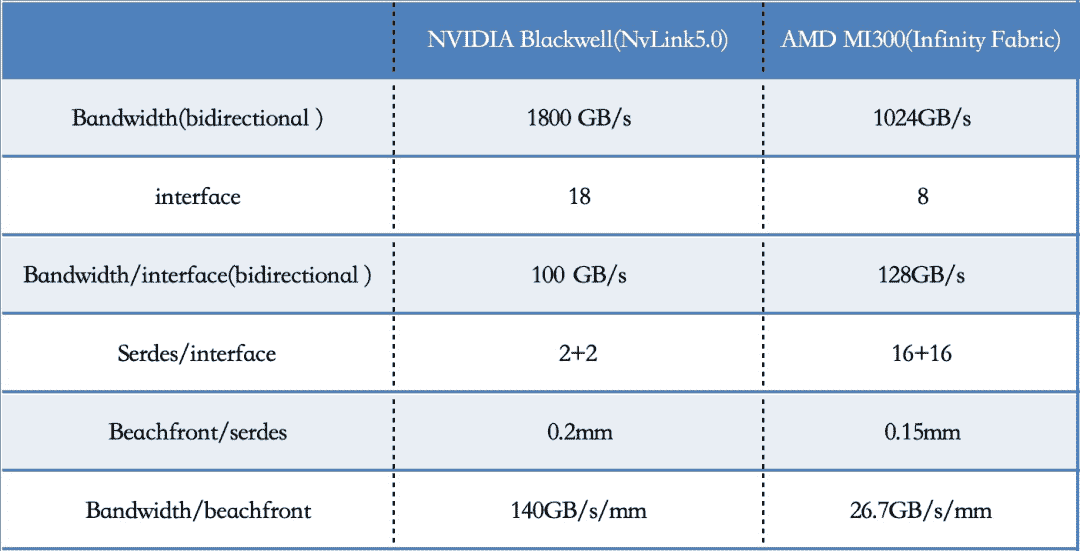 NVIDIA Blackwell(NvLink5.0) AMD MI300(Infinity Fabric)
Bandwidth(bidirectional ) 1800 GB/s 1024GB/s
interface 18 8
Bandwidth/interface(bidirectional ) 100 GB/s 128GB/s
Serdes/interface 2+2 16+16
Beachfront/serdes 0.2mm 0.15mm
Bandwidth/beachfront 140GB/s/mm 26.7GB/s/mm